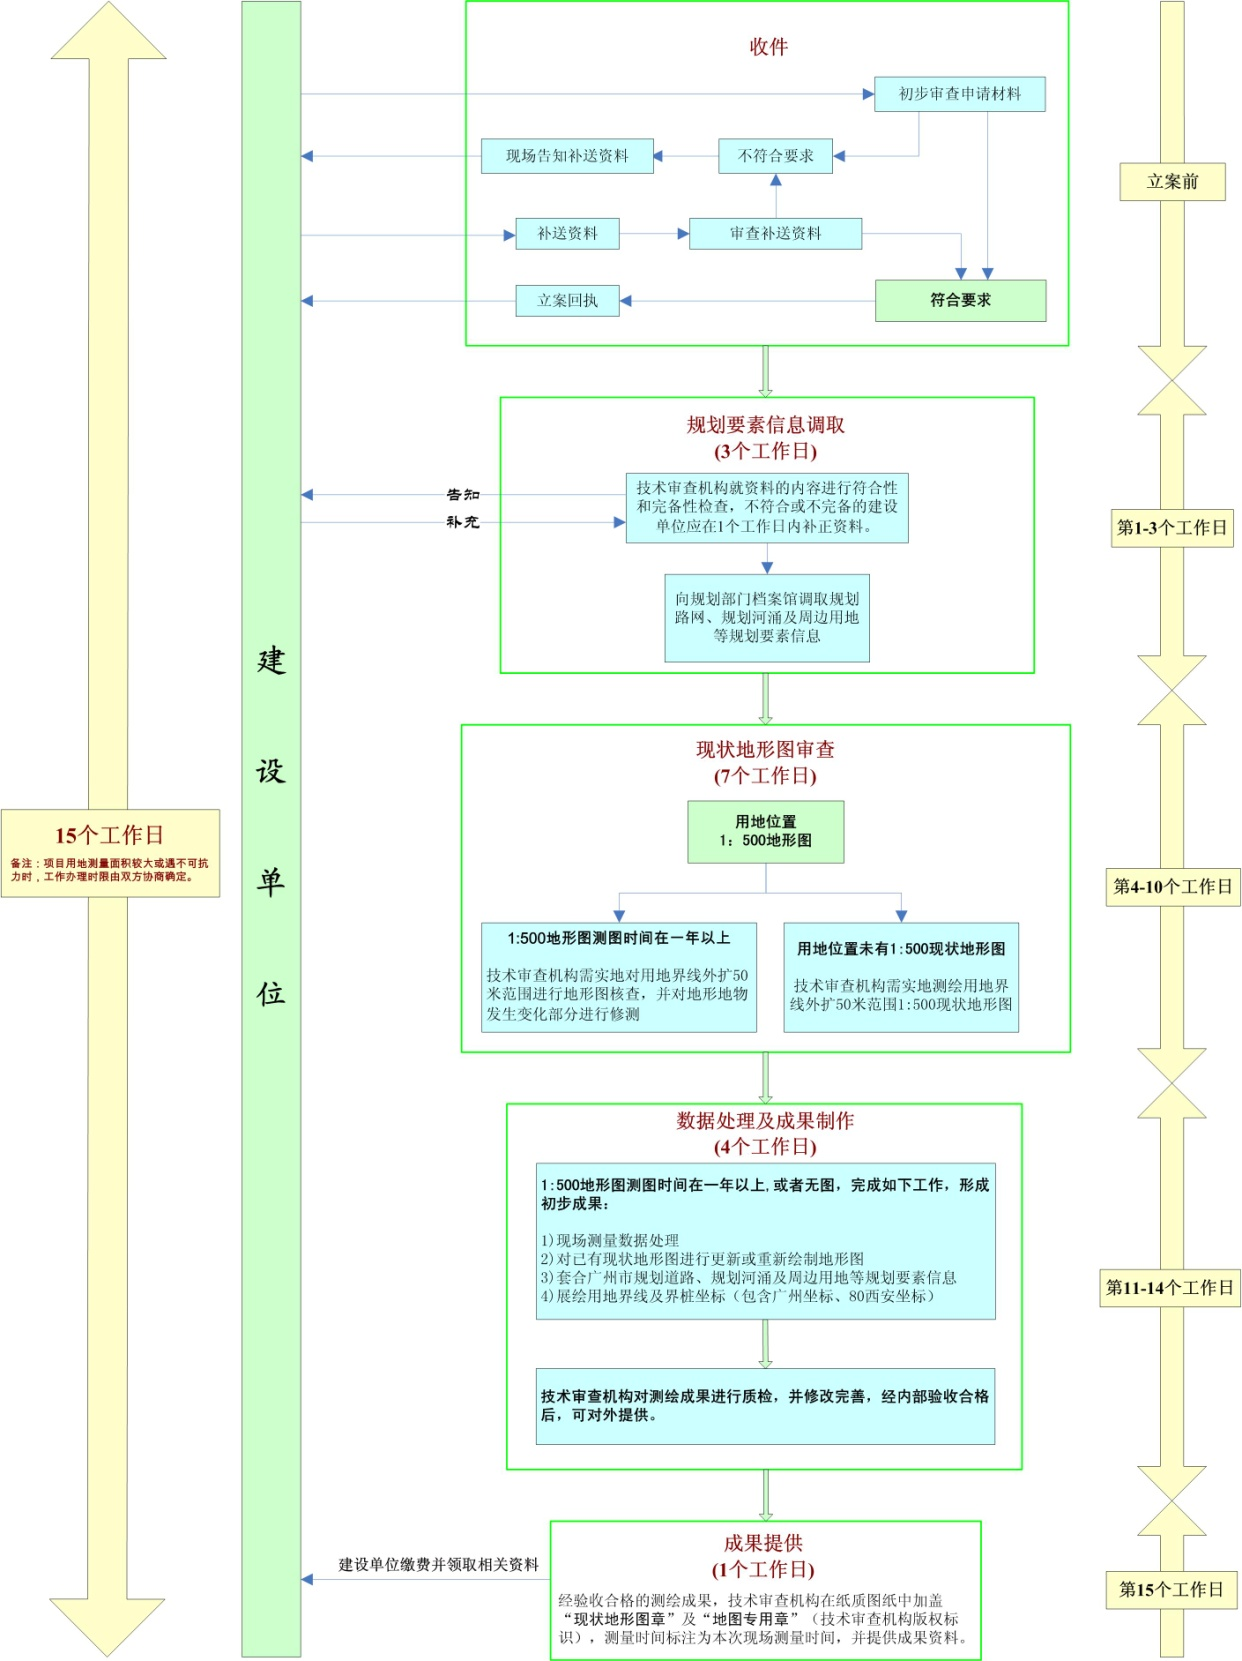 收件
初步审查申请材料
现场告知补送资料
不符合要求
立案前
补送资料
审查补送资料
立案回执
符合要求
规划要素信息调取
(3个工作日)
告知
补充
技术审查机构就资料的内容进行符合性
和完备性检查，不符合或不完备的建设
单位应在1个工作日内补正资料。
第1-3个工作日
向规划部门档案馆调取规划
路网、规划河涌及周边用地
等规划要素信息
建设单位
现状地形图审查
(7个工作日)
用地位置
1：500地形图
15个工作日
备注：项目用地测量面积较大或遇不可抗
力时，工作办理时限由双方协商确定。
第4-10个工作日
1:500地形图测图时间在一年以上
技术审查机构需实地对用地界线外扩50
米范围进行地形图核查，并对地形地物
发生变化部分进行修测
用地位置未有1:500现状地形图
技术审查机构需实地测绘用地界
线外扩50米范围1:500现状地形图
数据处理及成果制作
(4个工作日)
1:500地形图测图时间在一年以上,或者无图，完成如下工作，形成
初步成果：
1)现场测量数据处理
2)对已有现状地形图进行更新或重新绘制地形图
3)套合广州市规划道路、规划河涌及周边用地等规划要素信息
4)展绘用地界线及界桩坐标（包含广州坐标、80西安坐标）
第11-14个工作日
技术审查机构对测绘成果进行质检，并修改完善，经内部验收合格
后，可对外提供。
成果提供
(1个工作日)
建设单位缴费并领取相关资料
经验收合格的测绘成果，技术审查机构在纸质图纸中加盖
“现状地形图章”及“地图专用章”（技术审查机构版权标
识），测量时间标注为本次现场测量时间，并提供成果资料。
第15个工作日